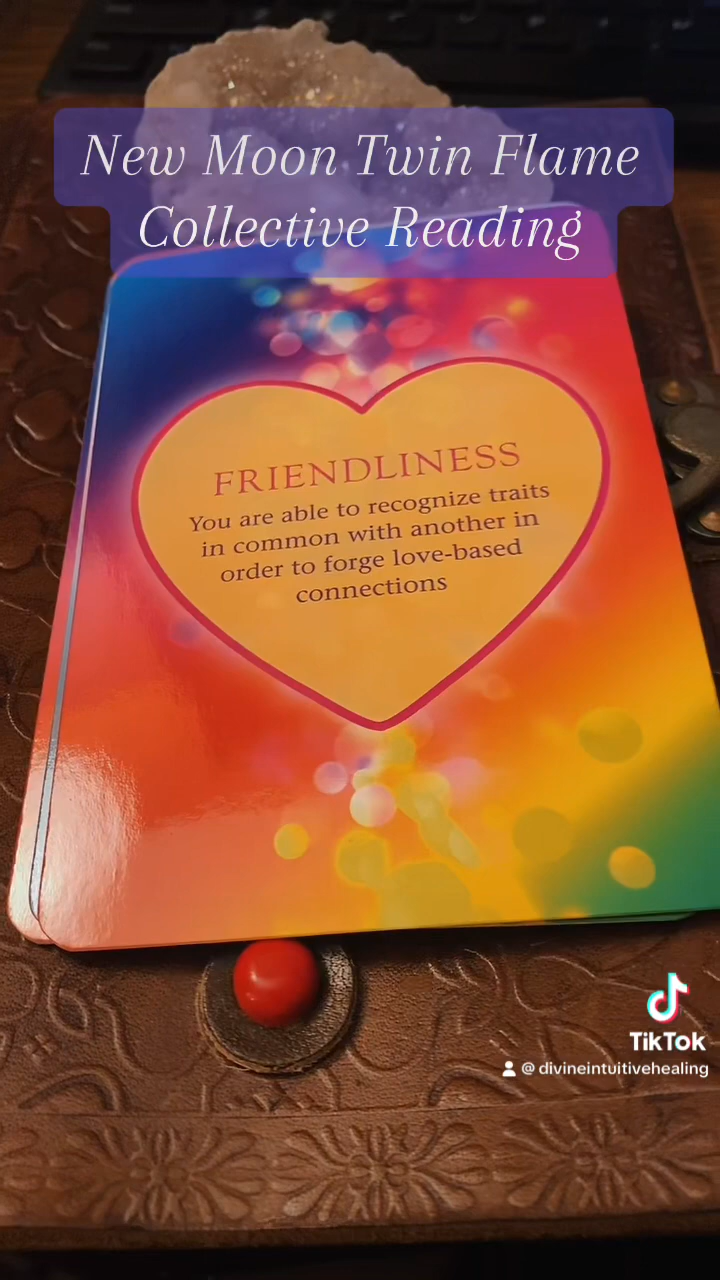 New Moon Twin Flame
Collective Reading
FRIENDLINESS
You are able to recognize traits
in common with another in
order to forge love-based
connections
TikTok
@divineintuitivehealing